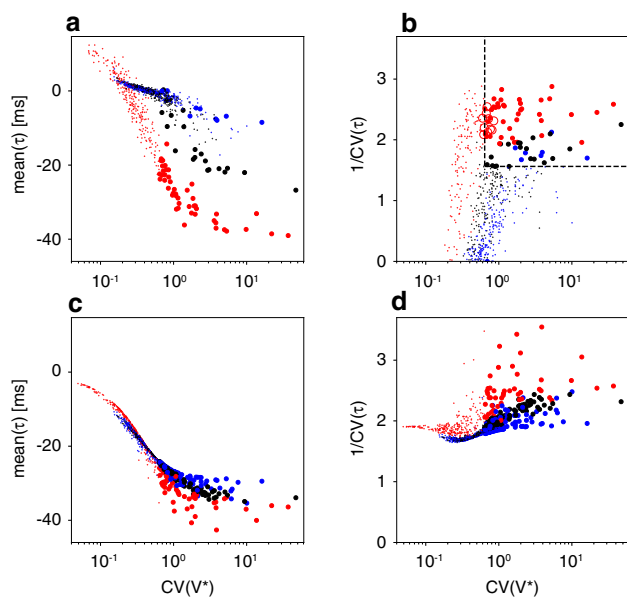 a
b
mean(τ) [ms]
0
-20
-40
10⁻¹ 10⁰ 10¹
1/CV(τ)
3
2
1
0
10⁻¹ 10⁰ 10¹
c
d
mean(τ) [ms]
0
-20
-40
10⁻¹ 10⁰ 10¹
CV(V*)
1/CV(τ)
3
2
1
0
10⁻¹ 10⁰ 10¹
CV(V*)